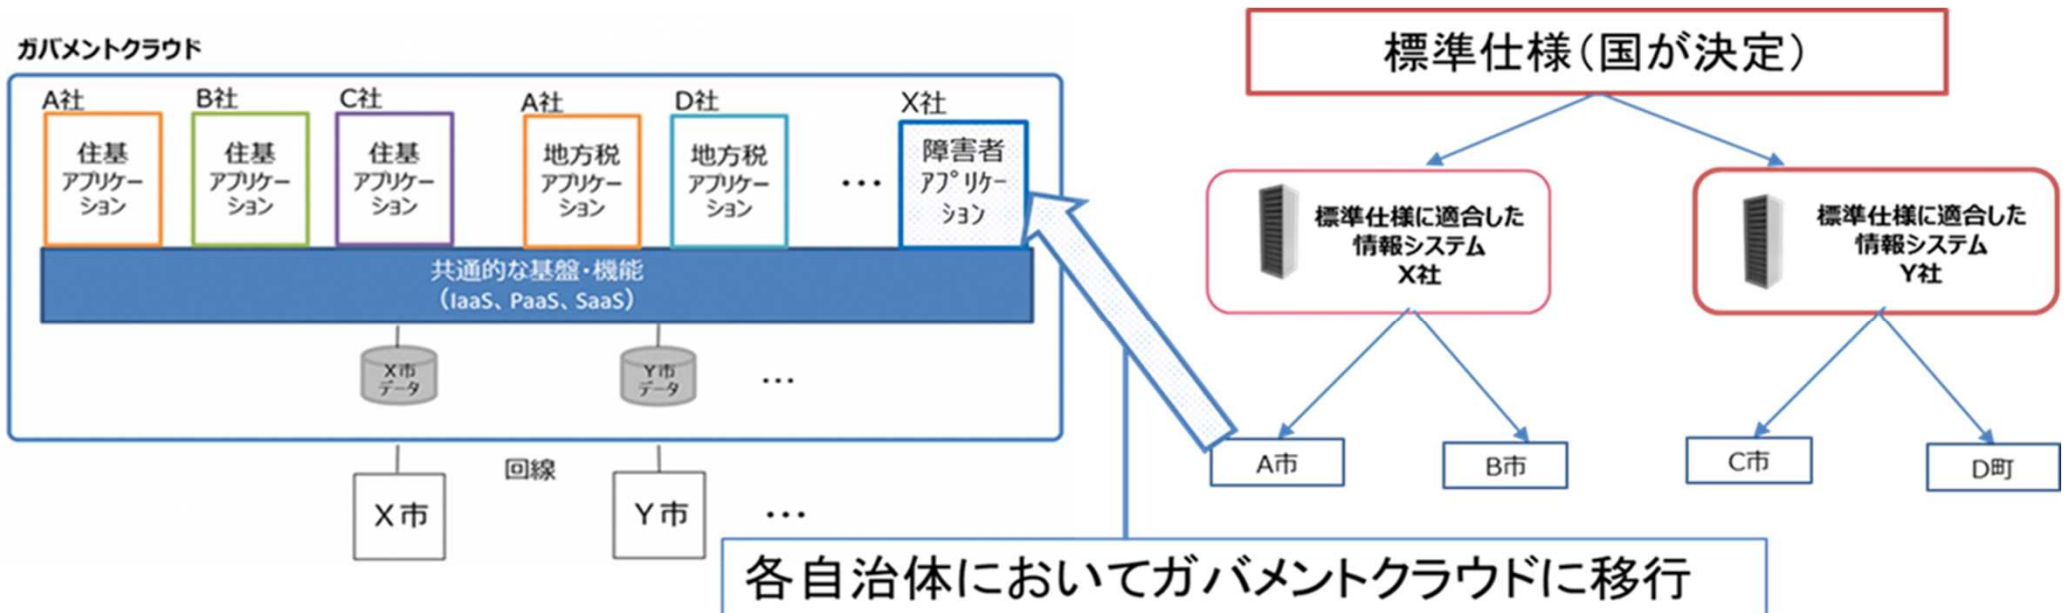 ガバメントクラウド
A社
B社
C社
A社
D社
X社
住基
アプリケー
ション
住基
アプリケー
ション
住基
アプリケー
ション
地方税
アプリケー
ション
地方税
アプリケー
ション
…
障害者
ｱﾌﾟﾘｹｰ
ｼｮﾝ
共通的な基盤・機能
（IaaS、PaaS、SaaS）
X市
データ
Y市
データ
…
回線
X市
Y市
…
標準仕様（国が決定）
標準仕様に適合した
情報システム
X社
標準仕様に適合した
情報システム
Y社
A市
B市
C市
D町
各自治体においてガバメントクラウドに移行